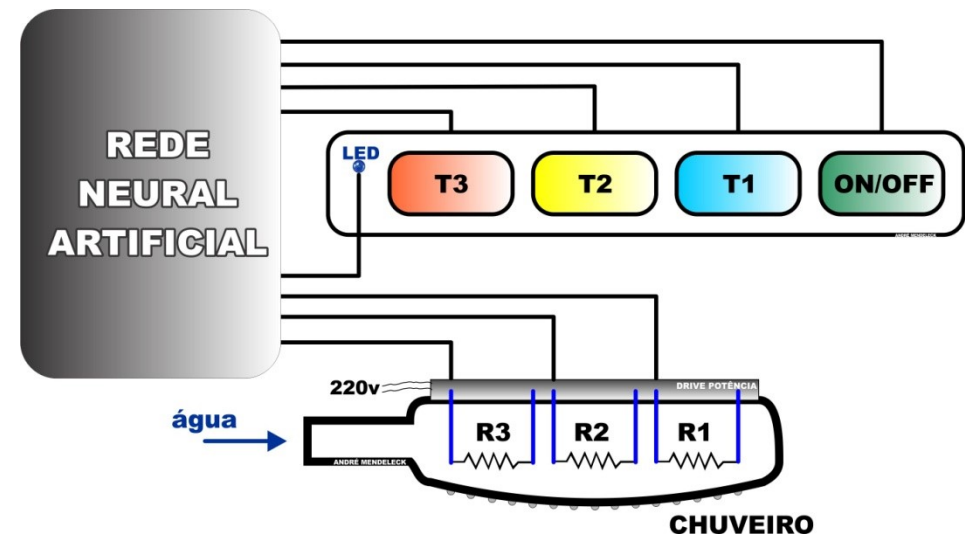 REDE
NEURAL
ARTIFICIAL
LED
T3
T2
T1
ON/OFF
ANDRÉ MENDELECK
220v
DRIVE POTÊNCIA
água
R3
R2
R1
ANDRÉ MENDELECK
CHUVEIRO